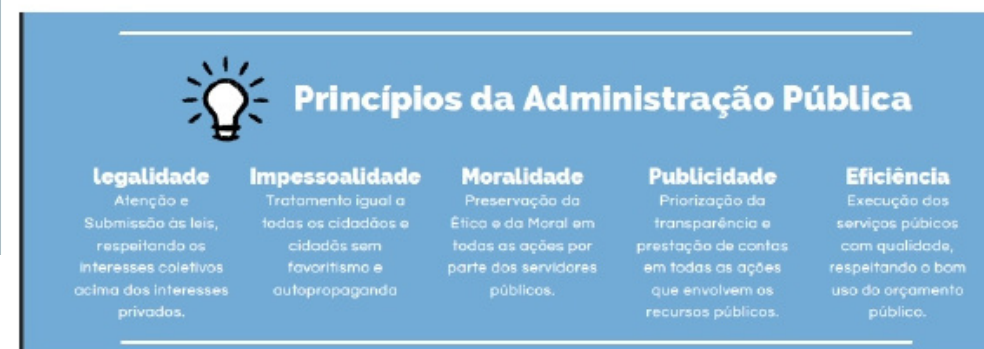 Princípios da Administração Pública
legalidade
Atenção e
Submissão às leis,
respeitando os
interesses coletivos
acima dos interesses
privados.
Impessoalidade
Tratamento igual a
todas os cidadãos e
cidadãs sem
favoritismo e
autopropaganda
Moralidade
Preservação da
Ética e da Moral em
todas as ações por
parte dos servidores
públicos.
Publicidade
Priorização da
transparência e
prestação de contas
em todas as ações
que envolvem os
recursos públicos.
Eficiência
Execução dos
serviços púbicos
com qualidade,
respeitando o bom
uso do orçamento
público.